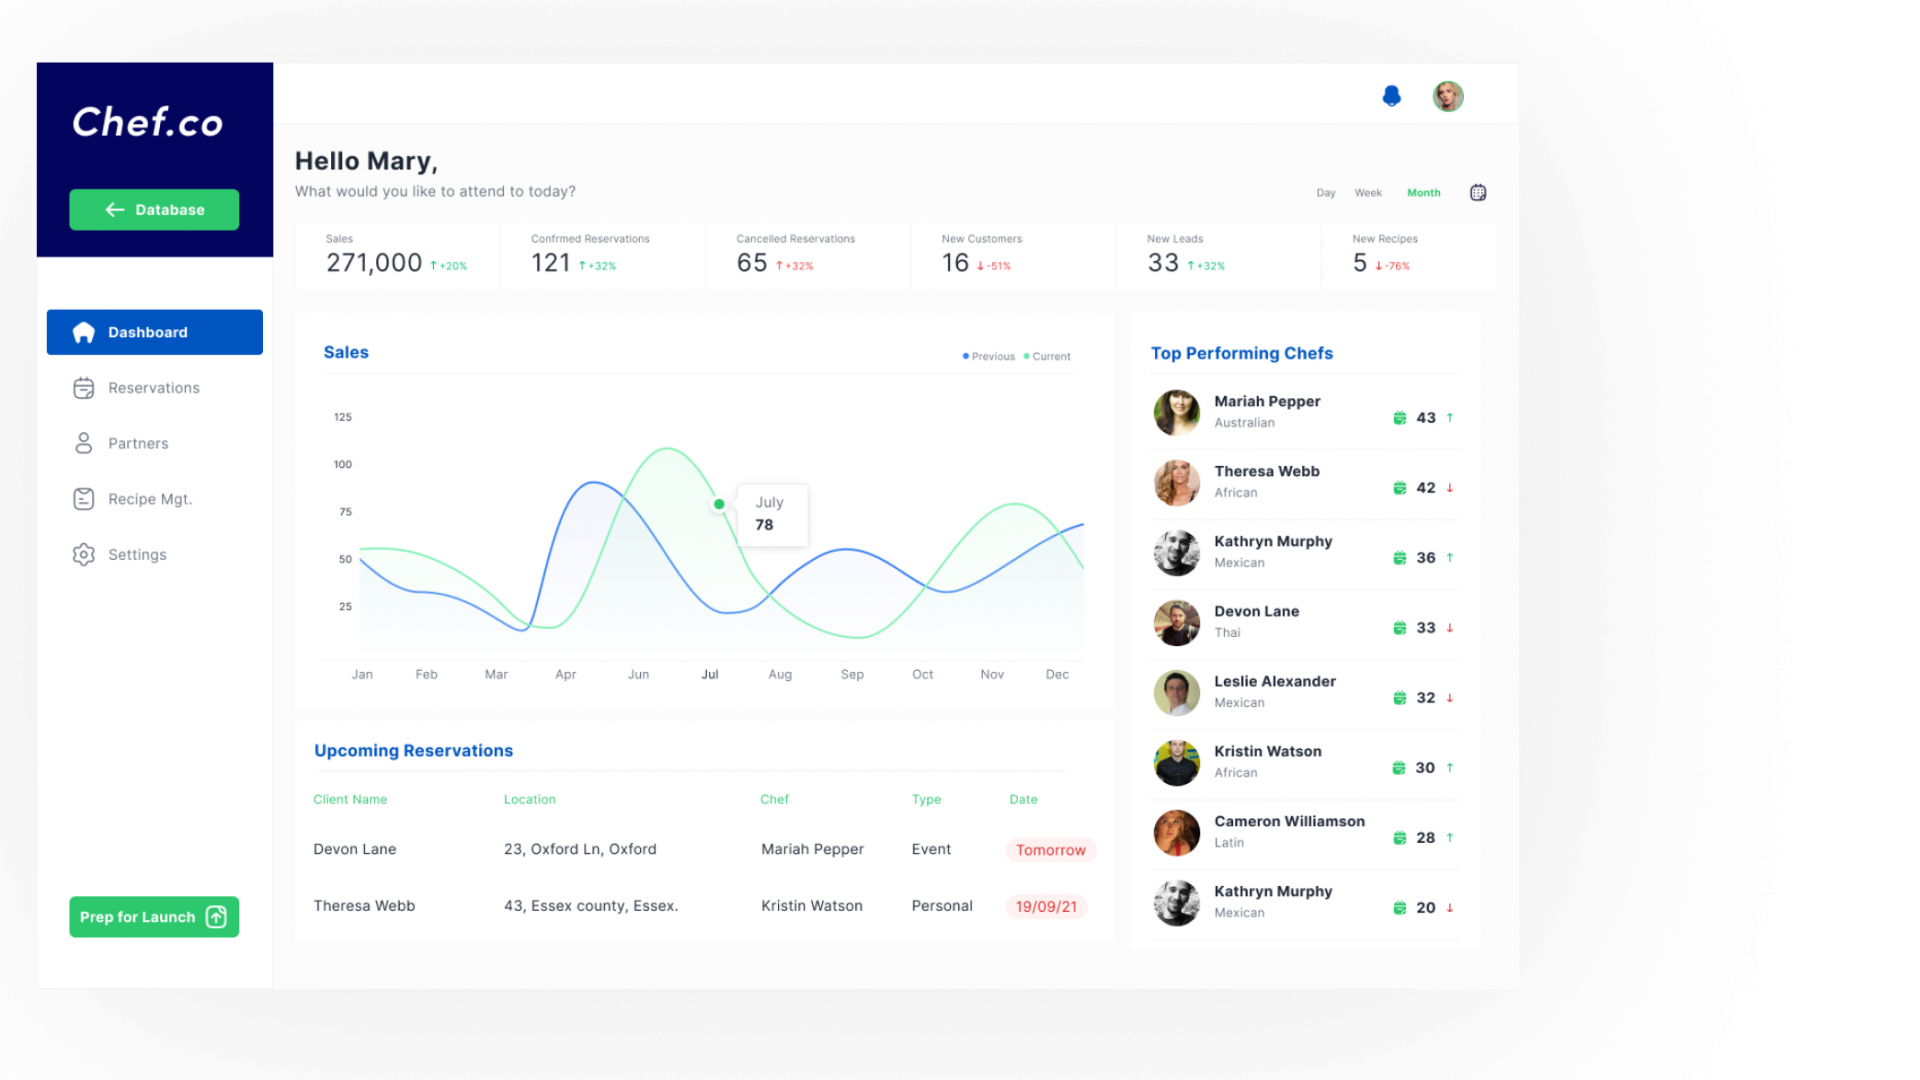 Chef.co
Database
Dashboard
Reservations
Partners
Recipe Mgt.
Settings
Prep for Launch
Hello Mary,
What would you like to attend to today?
Day Week Month
Sales
271,000 ↑+20%
Confrmed Reservations
121 ↑+32%
Cancelled Reservations
65 ↑+32%
New Customers
16 ↓-51%
New Leads
33 ↑+32%
New Recipes
5 ↓-76%
Sales
Previous Current
125
100
75
50
25
July
78
Jan Feb Mar Apr Jun Jul Aug Sep Oct Nov Dec
Upcoming Reservations
Client Name Location Chef Type Date
Devon Lane 23, Oxford Ln, Oxford Mariah Pepper Event Tomorrow
Theresa Webb 43, Essex county, Essex. Kristin Watson Personal 19/09/21
Top Performing Chefs
Mariah Pepper
Australian
43 ↑
Theresa Webb
African
42 ↓
Kathryn Murphy
Mexican
36 ↑
Devon Lane
Thai
33 ↓
Leslie Alexander
Mexican
32 ↓
Kristin Watson
African
30 ↑
Cameron Williamson
Latin
28 ↑
Kathryn Murphy
Mexican
20 ↓